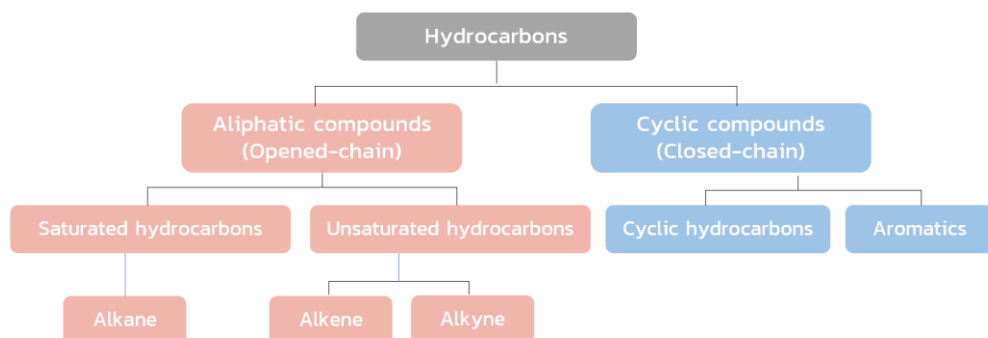 Hydrocarbons
Aliphatic compounds
(Opened-chain)
Cyclic compounds
(Closed-chain)
Saturated hydrocarbons
Unsaturated hydrocarbons
Cyclic hydrocarbons
Aromatics
Alkane
Alkene
Alkyne